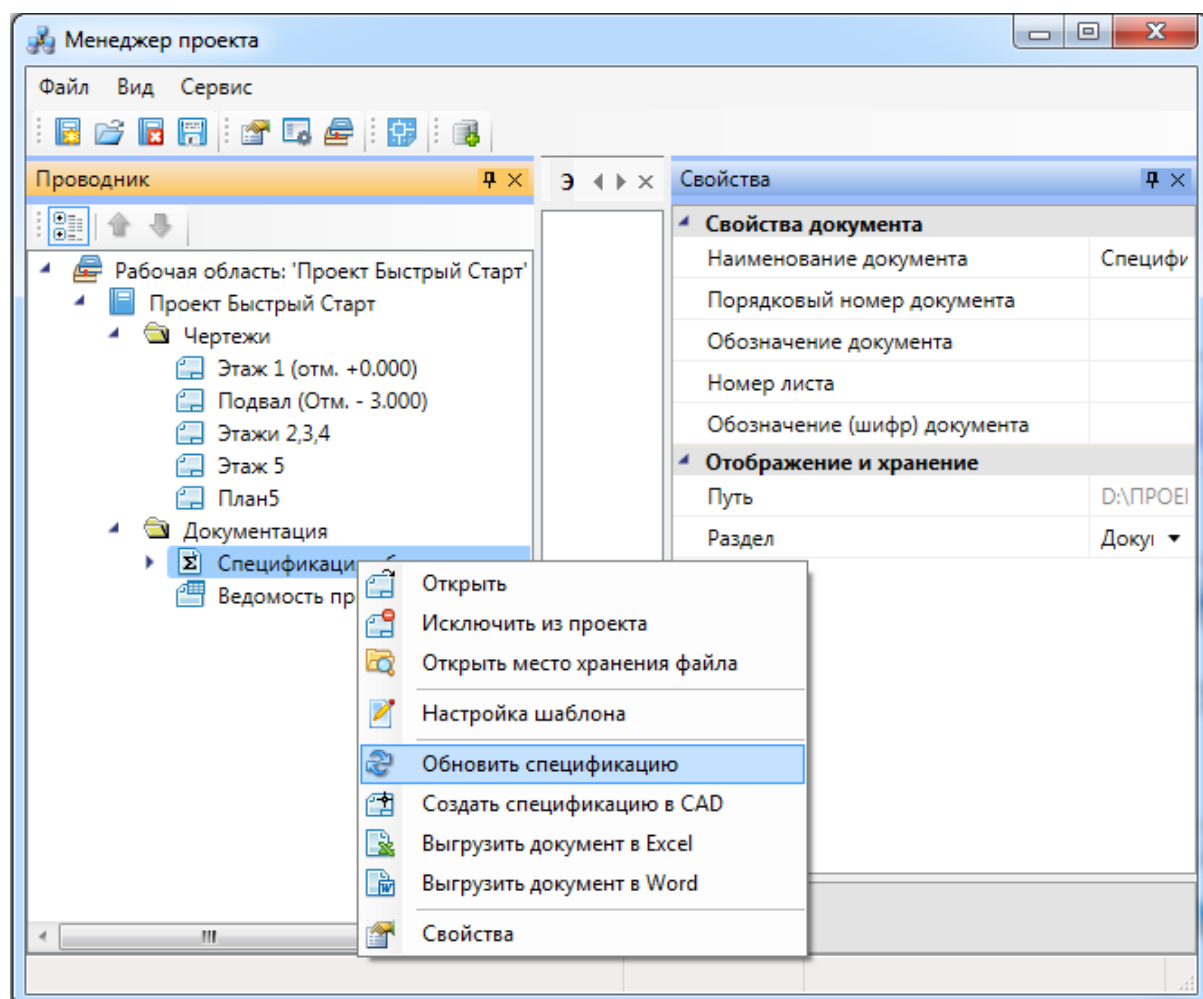 Менеджер проекта
Файл Вид Сервис
Проводник
Э
Свойства
Рабочая область: 'Проект Быстрый Старт'
Проект Быстрый Старт
Чертежи
Этаж 1 (отм. +0.000)
Подвал (Отм. - 3.000)
Этажи 2,3,4
Этаж 5
План5
Документация
Спецификаци
Ведомость пр
Свойства документа
Наименование документа Специфи
Порядковый номер документа
Обозначение документа
Номер листа
Обозначение (шифр) документа
Отображение и хранение
Путь D:\ПРОЕ
Раздел Доку
Открыть
Исключить из проекта
Открыть место хранения файла
Настройка шаблона
Обновить спецификацию
Создать спецификацию в CAD
Выгрузить документ в Excel
Выгрузить документ в Word
Свойства